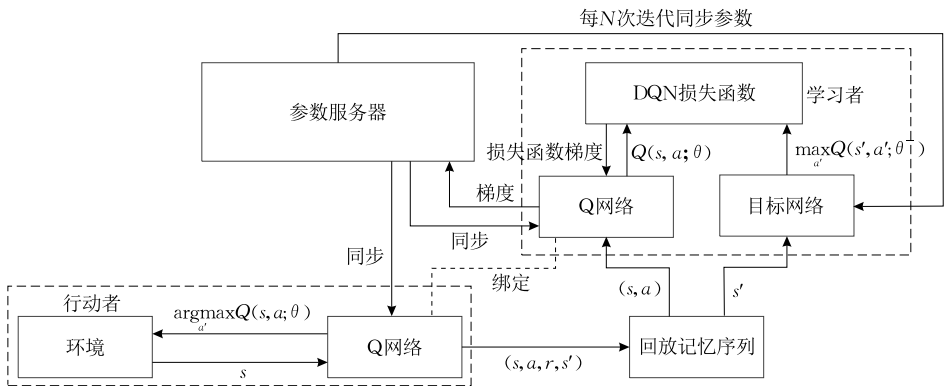 每N次迭代同步参数
参数服务器
DQN损失函数
学习者
损失函数梯度
Q(s,a;θ)
max Q(s′,a′;θ⁻)
a′
梯度
Q网络
目标网络
同步
同步
绑定
(s,a)
s′
行动者
argmaxQ(s,a;θ)
a′
环境
s
Q网络
(s,a,r,s′)
回放记忆序列